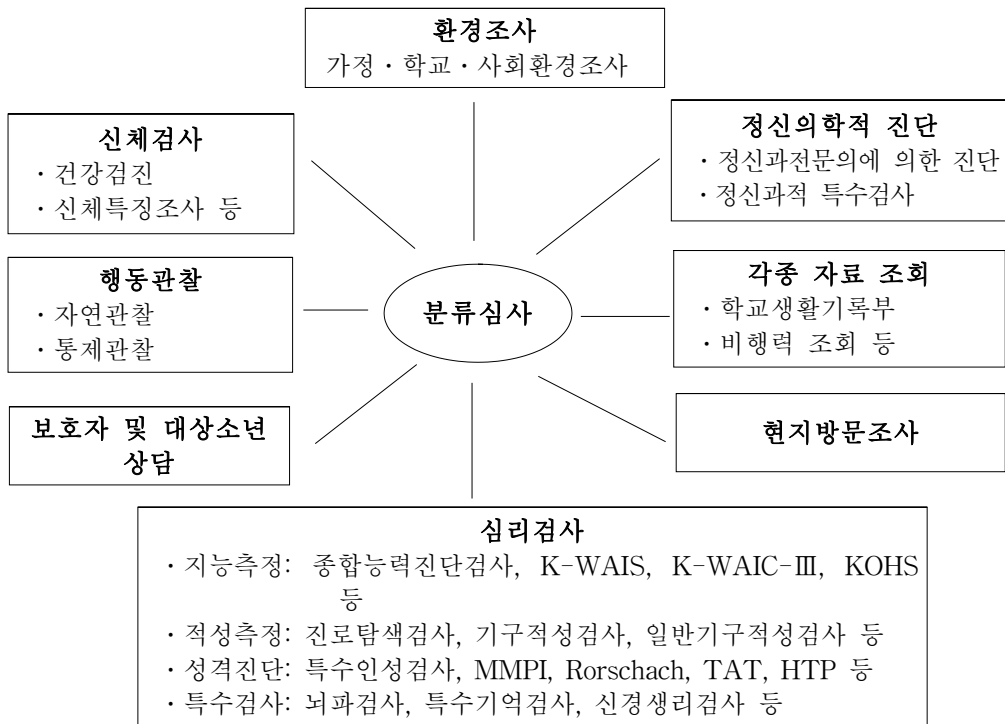 환경조사
가정·학교·사회환경조사
신체검사
·건강검진
·신체특징조사 등
정신의학적 진단
·정신과전문의에 의한 진단
·정신과적 특수검사
행동관찰
·자연관찰
·통제관찰
분류심사
각종 자료 조회
·학교생활기록부
·비행력 조회 등
보호자 및 대상소년
상담
현지방문조사
심리검사
·지능측정: 종합능력진단검사, K-WAIS, K-WAIC-Ⅲ, KOHS
등
·적성측정: 진로탐색검사, 기구적성검사, 일반기구적성검사 등
·성격진단: 특수인성검사, MMPI, Rorschach, TAT, HTP 등
·특수검사: 뇌파검사, 특수기억검사, 신경생리검사 등